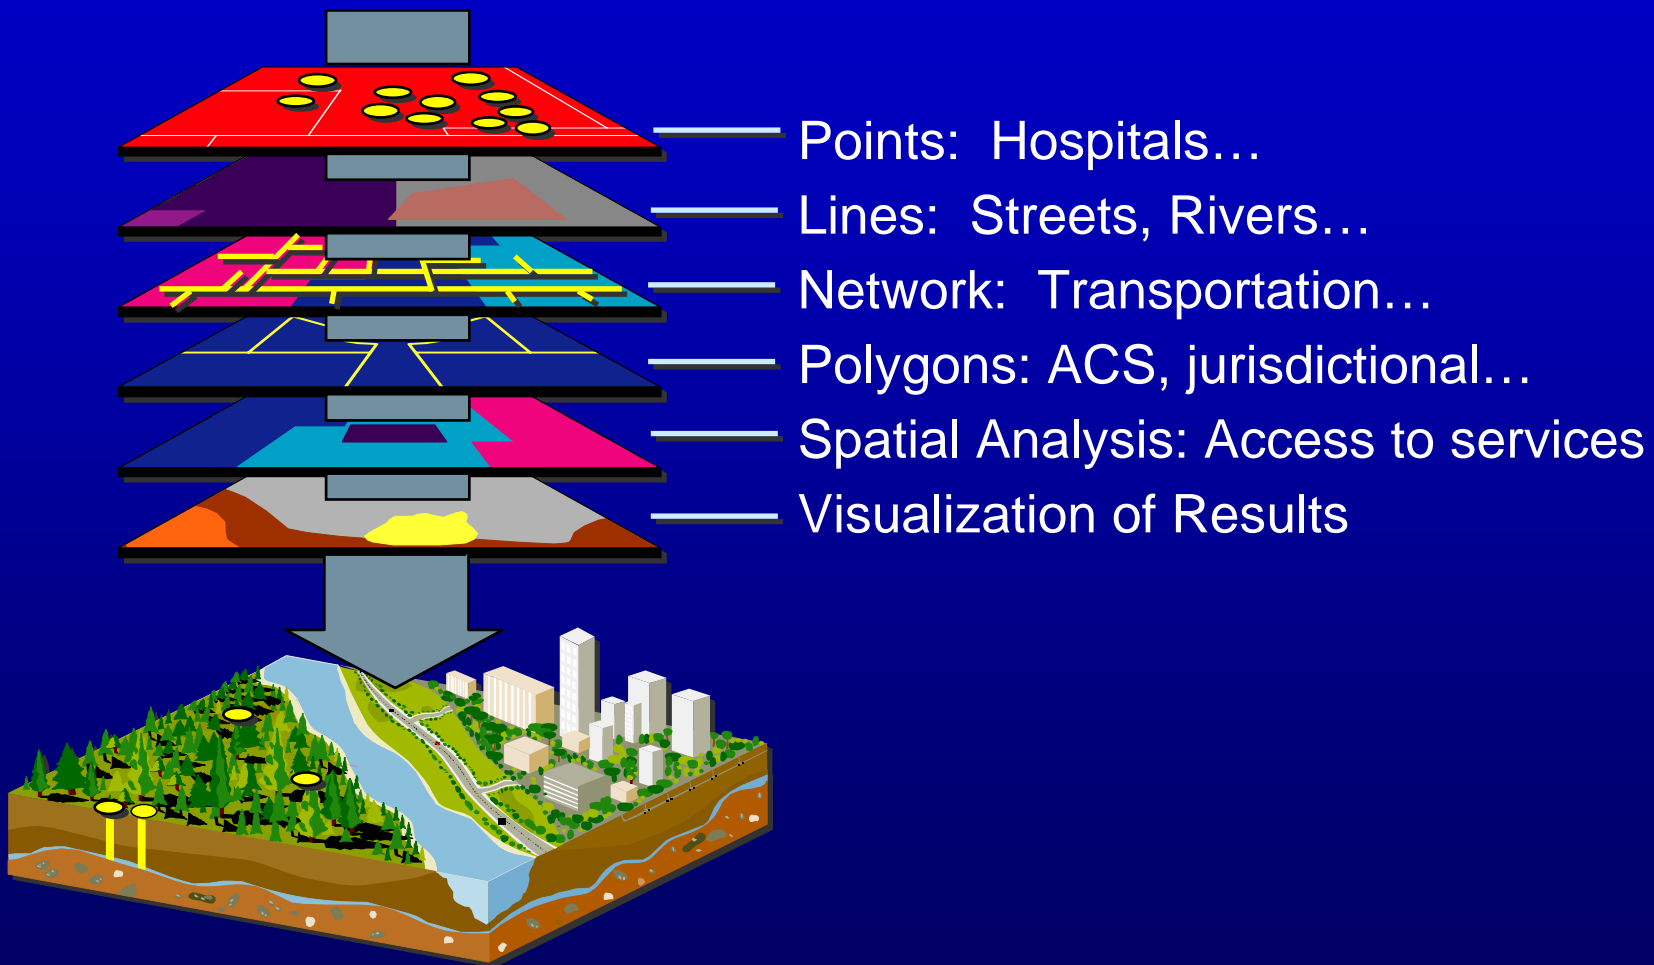 Points:  Hospitals…
Lines:  Streets, Rivers…
Network:  Transportation…
Polygons: ACS, jurisdictional…
Spatial Analysis: Access to services
Visualization of Results